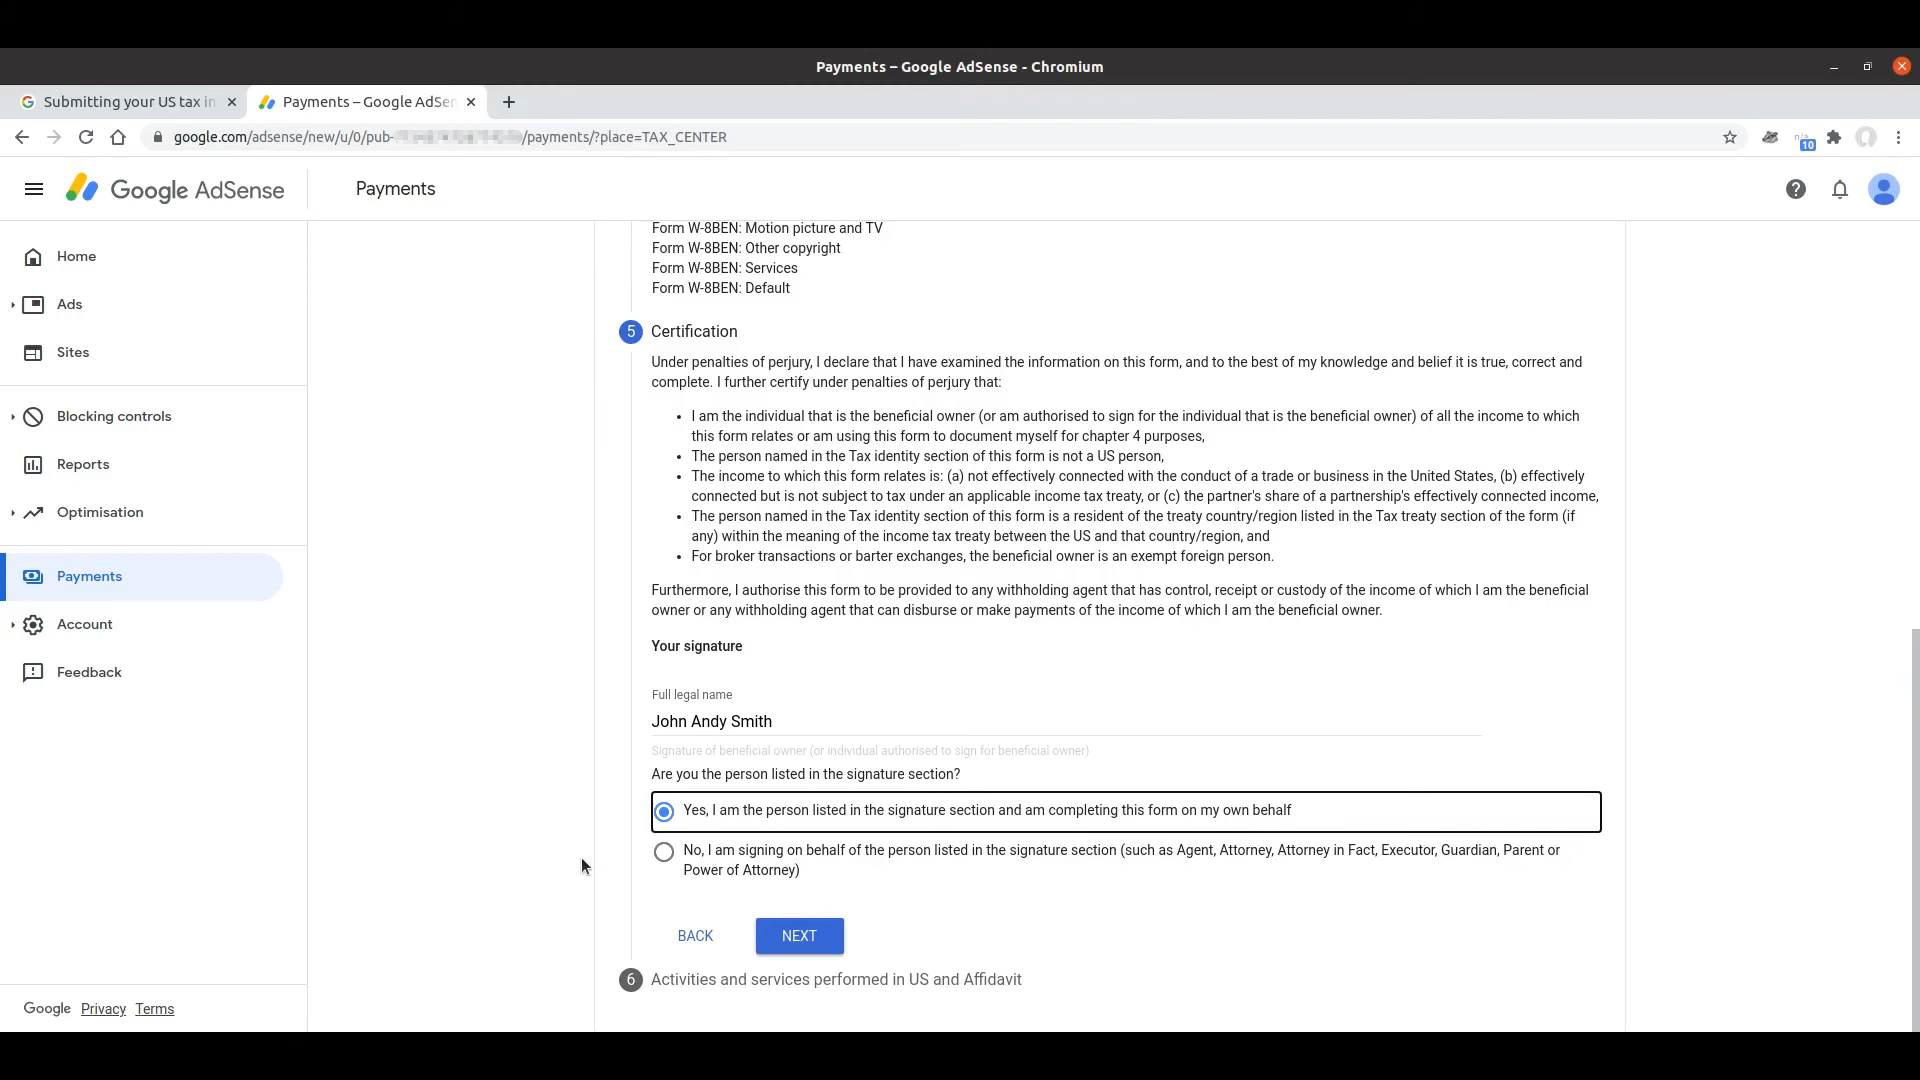 Payments – Google AdSense - Chromium
Submitting your US tax in
Payments – Google AdSen
google.com/adsense/new/u/0/pub-
/payments/?place=TAX_CENTER
10
Google AdSense
Payments
Home
Ads
Sites
Blocking controls
Reports
Optimisation
Payments
Account
Feedback
Google Privacy Terms
Form W-8BEN: Motion picture and TV
Form W-8BEN: Other copyright
Form W-8BEN: Services
Form W-8BEN: Default
5 Certification
Under penalties of perjury, I declare that I have examined the information on this form, and to the best of my knowledge and belief it is true, correct and
complete. I further certify under penalties of perjury that:
• I am the individual that is the beneficial owner (or am authorised to sign for the individual that is the beneficial owner) of all the income to which
this form relates or am using this form to document myself for chapter 4 purposes,
• The person named in the Tax identity section of this form is not a US person,
• The income to which this form relates is: (a) not effectively connected with the conduct of a trade or business in the United States, (b) effectively
connected but is not subject to tax under an applicable income tax treaty, or (c) the partner's share of a partnership's effectively connected income,
• The person named in the Tax identity section of this form is a resident of the treaty country/region listed in the Tax treaty section of the form (if
any) within the meaning of the income tax treaty between the US and that country/region, and
• For broker transactions or barter exchanges, the beneficial owner is an exempt foreign person.
Furthermore, I authorise this form to be provided to any withholding agent that has control, receipt or custody of the income of which I am the beneficial
owner or any withholding agent that can disburse or make payments of the income of which I am the beneficial owner.
Your signature
Full legal name
John Andy Smith
Signature of beneficial owner (or individual authorised to sign for beneficial owner)
Are you the person listed in the signature section?
Yes, I am the person listed in the signature section and am completing this form on my own behalf
No, I am signing on behalf of the person listed in the signature section (such as Agent, Attorney, Attorney in Fact, Executor, Guardian, Parent or
Power of Attorney)
BACK
NEXT
6 Activities and services performed in US and Affidavit